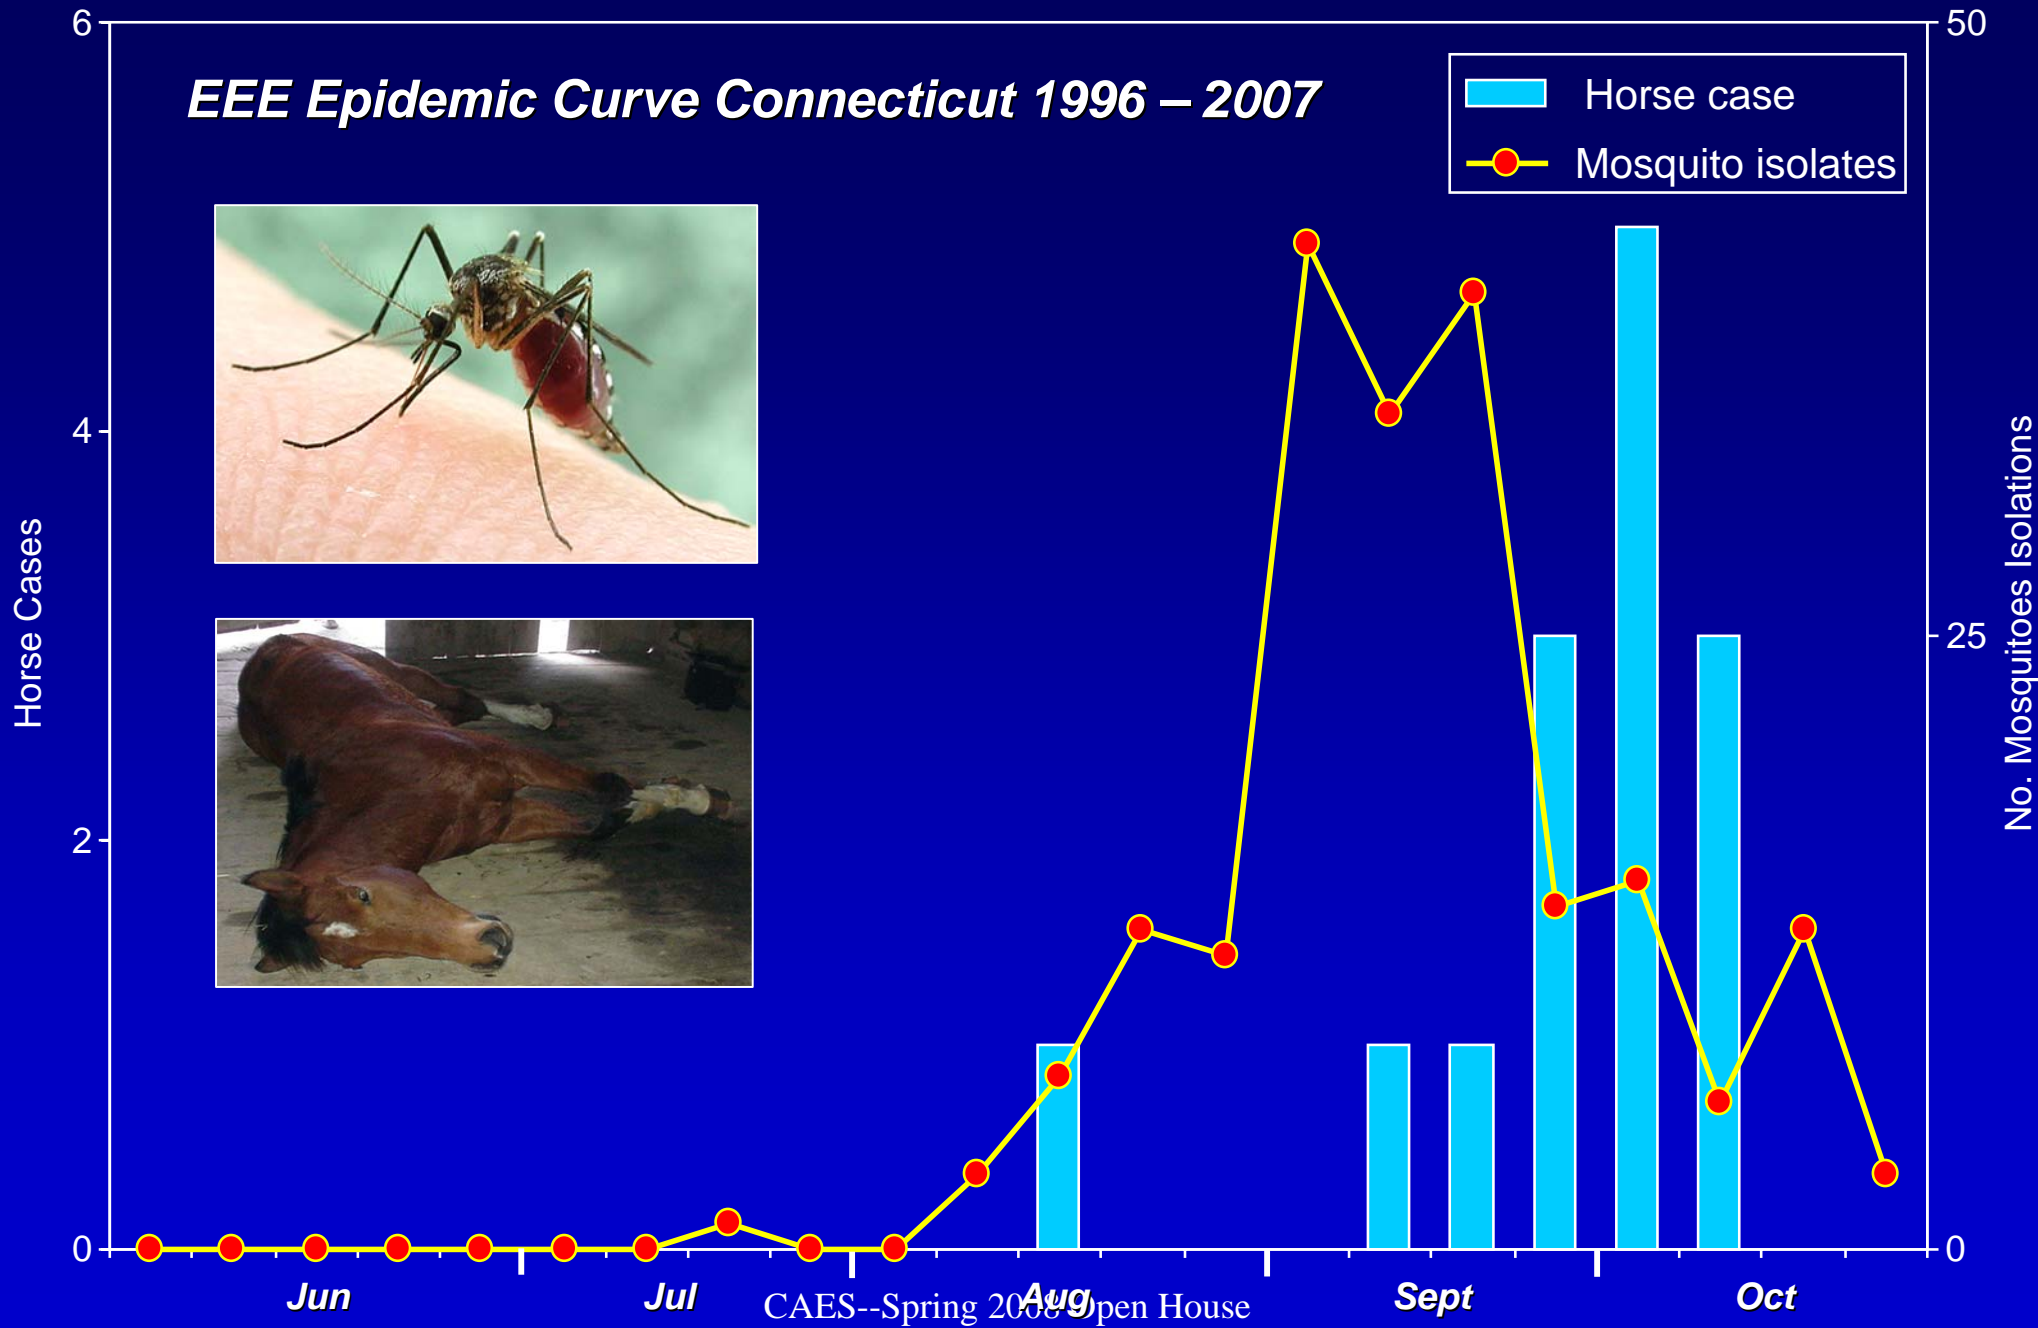 6
50
EEE Epidemic Curve Connecticut 1996 – 2007
Horse case
Mosquito isolates
4
Horse Cases
25
No. Mosquitoes Isolations
2
0
0
Jun
Jul
Aug
Sept
Oct
CAES--Spring 2008 Open House